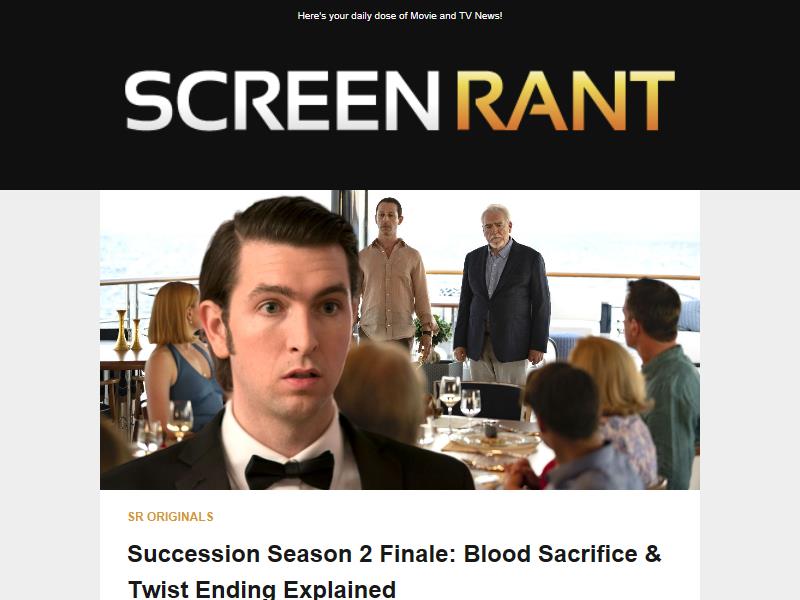 Here's your daily dose of Movie and TV News!
SCREEN RANT
SR ORIGINALS
Succession Season 2 Finale: Blood Sacrifice &
Twist Ending Explained